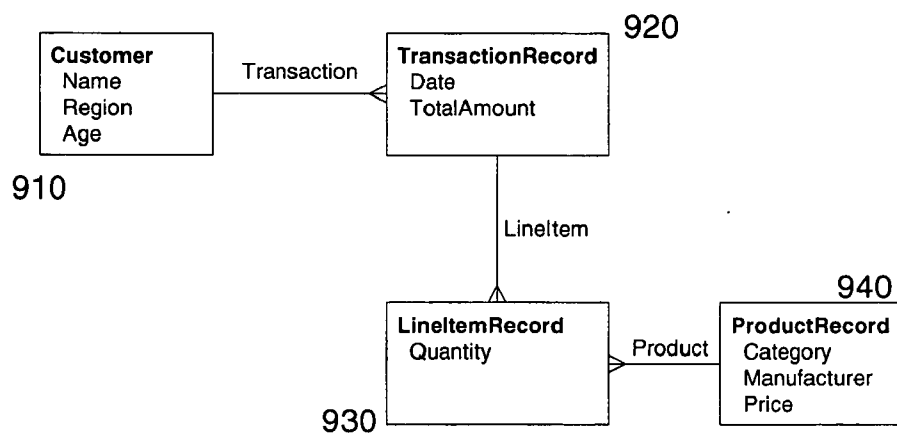 Customer
Name
Region
Age
910
Transaction
920
TransactionRecord
Date
TotalAmount
LineItem
LineItemRecord
Quantity
930
Product
940
ProductRecord
Category
Manufacturer
Price